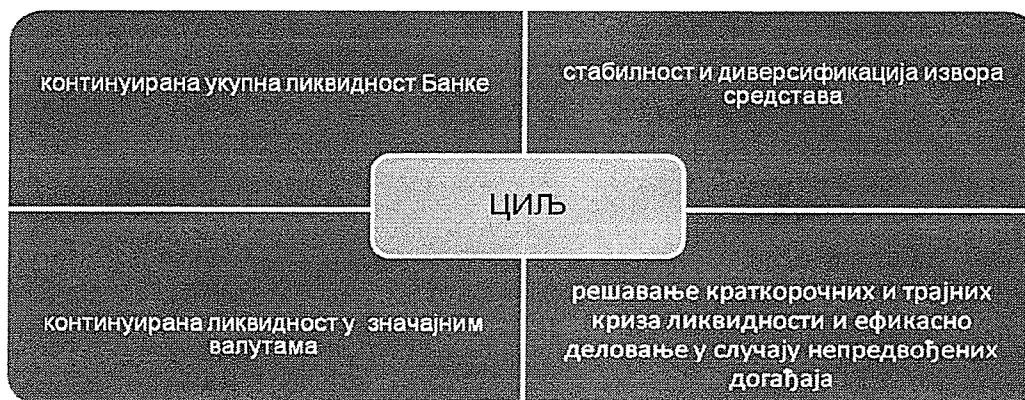 континуирана укупна ликвидност Банке
стабилност и диверсификација извора
средстава
ЦИЉ
континуирана ликвидност у значајним
валутама
решавање краткорочних и трајних
криза ликвидности и ефикасно
деловање у случају непредвођених
догађаја